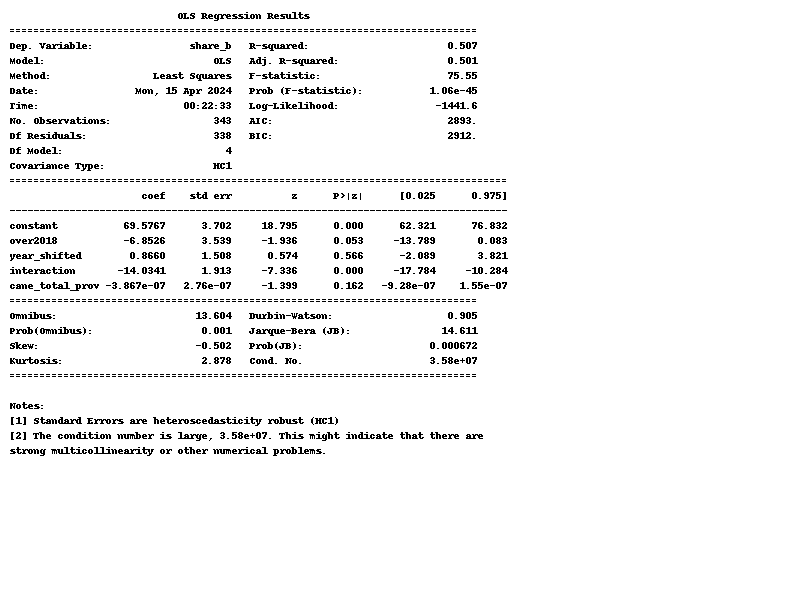 OLS Regression Results
==============================================================================
Dep. Variable: share_b R-squared: 0.507
Model: OLS Adj. R-squared: 0.501
Method: Least Squares F-statistic: 75.55
Date: Mon, 15 Apr 2024 Prob (F-statistic): 1.06e-45
Time: 00:22:33 Log-Likelihood: -1441.6
No. Observations: 343 AIC: 2893.
Df Residuals: 338 BIC: 2912.
Df Model: 4
Covariance Type: HC1
===================================================================================
coef std err z P>|z| [0.025 0.975]
-----------------------------------------------------------------------------------
constant 69.5767 3.702 18.795 0.000 62.321 76.832
over2018 -6.8526 3.539 -1.936 0.053 -13.789 0.083
year_shifted 0.8660 1.508 0.574 0.566 -2.089 3.821
interaction -14.0341 1.913 -7.336 0.000 -17.784 -10.284
cane_total_prov -3.867e-07 2.76e-07 -1.399 0.162 -9.28e-07 1.55e-07
==============================================================================
Omnibus: 13.604 Durbin-Watson: 0.905
Prob(Omnibus): 0.001 Jarque-Bera (JB): 14.611
Skew: -0.502 Prob(JB): 0.000672
Kurtosis: 2.878 Cond. No. 3.58e+07
==============================================================================
Notes:
[1] Standard Errors are heteroscedasticity robust (HC1)
[2] The condition number is large, 3.58e+07. This might indicate that there are
strong multicollinearity or other numerical problems.